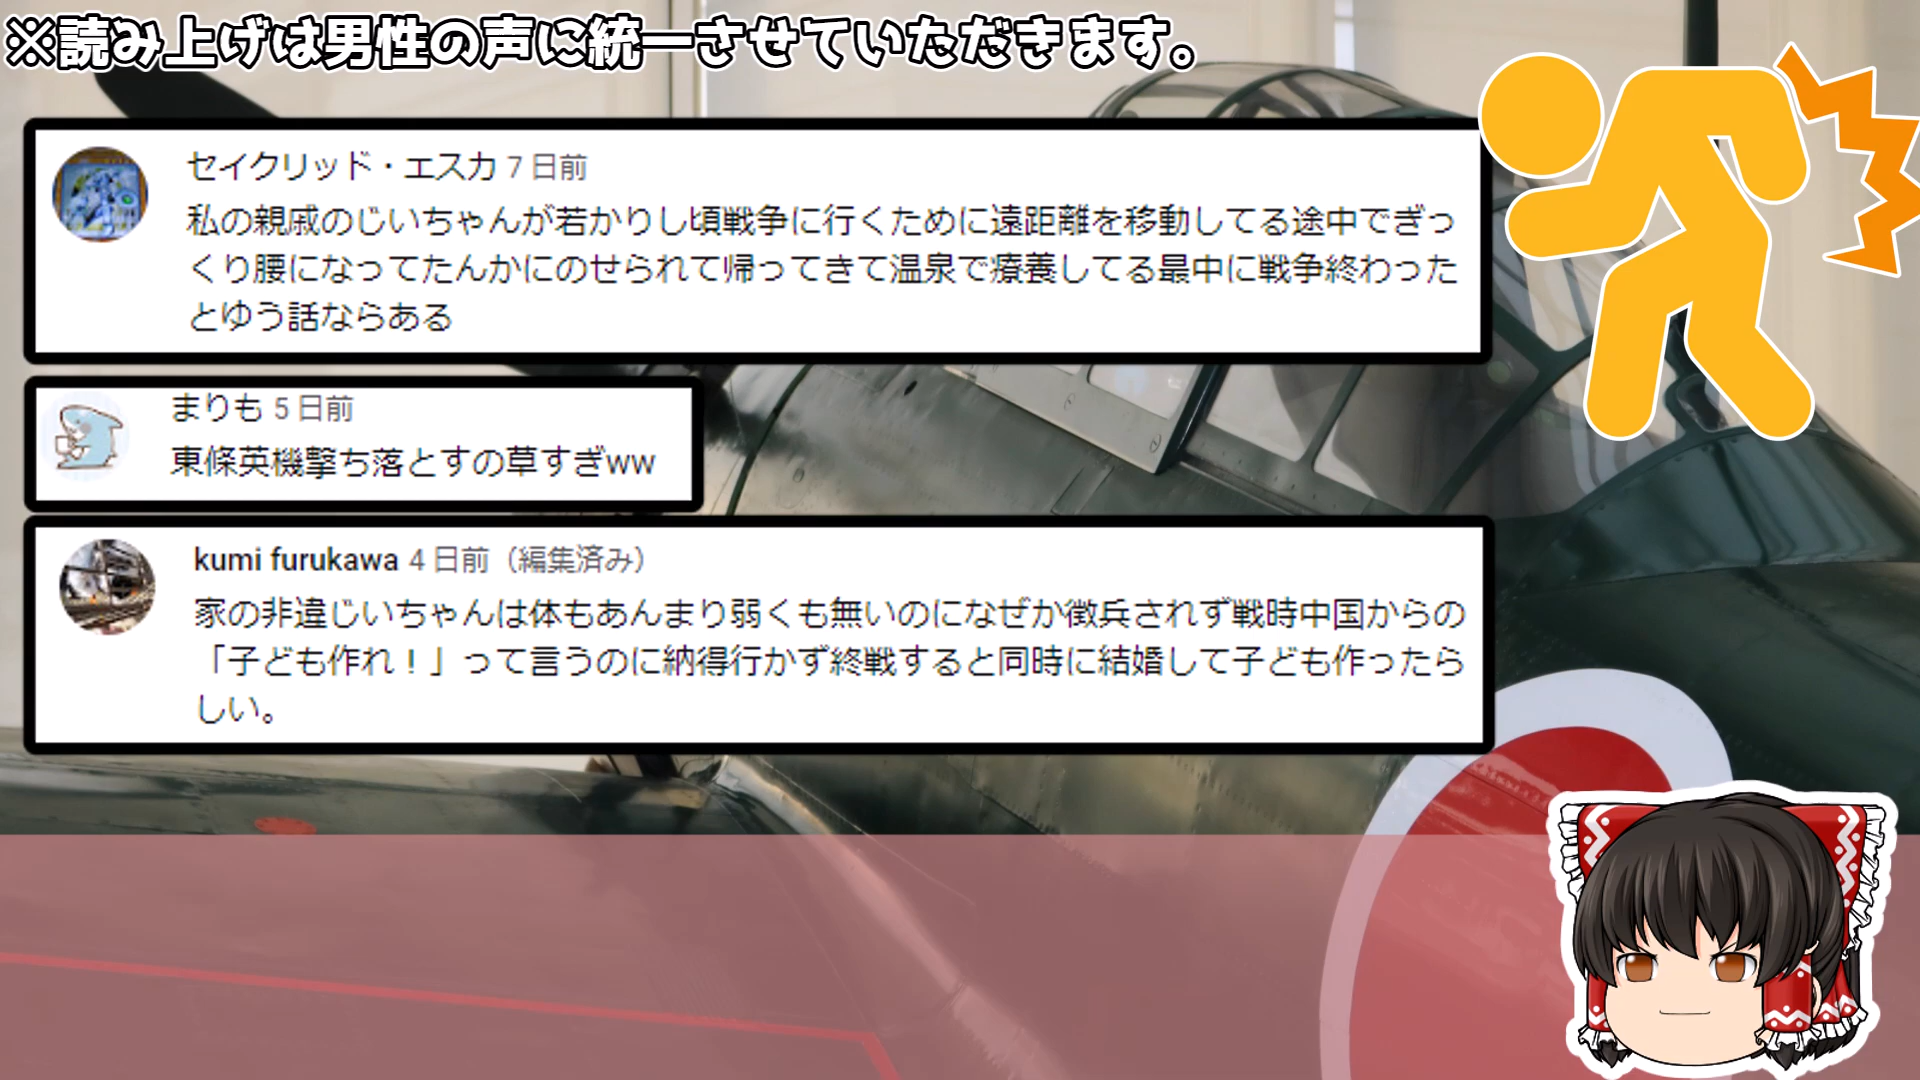 ※読み上げは男性の声に統一させていただきます。
セイクリッド・エスカ 7 日前
私の親戚のじいちゃんが若かりし頃戦争に行くために遠距離を移動してる途中でぎっ
くり腰になってたんかにのせられて帰ってきて温泉で療養してる最中に戦争終わった
とゆう話ならある
まりも 5 日前
東條英機撃ち落とすの草すぎww
kumi furukawa 4 日前（編集済み）
家の非違じいちゃんは体もあんまり弱くも無いのになぜか徴兵されず戦時中国からの
「子ども作れ！」って言うのに納得行かず終戦すると同時に結婚して子ども作ったら
しい。